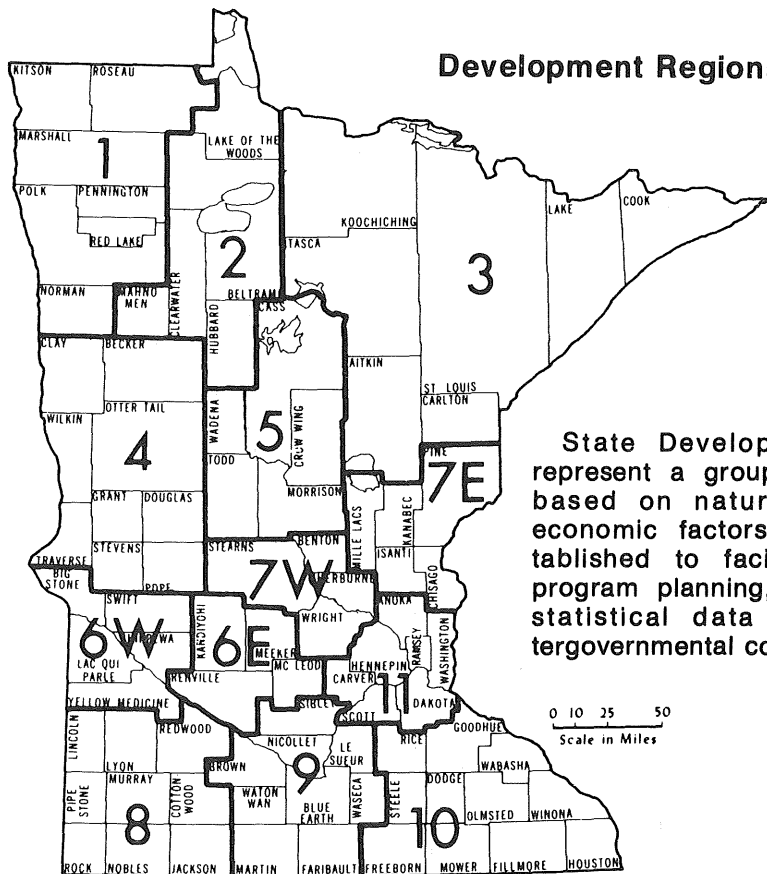 Development Region
KITSON ROSEAU
LAKE OF THE
WOODS
MARSHALL
1
POLK PENNINGTON
RED LAKE
KOOCHICHING
LAKE COOK
ITASCA
2
3
NORMAN MAHNO
MEN
CLEARWATER
HUBBARD
BELTRAMI
CASS
CLAY BECKER
AITKIN
ST LOUIS
CARLTON
OTTER TAIL
WILKIN
WADENA
5
CROW WING
4
TODD
PINE
7E
GRANT DOUGLAS
MORRISON
MILLE LACS
KANABEC
STEVENS
STEARNS
BENTON
ISANTI
CHISAGO
TRAVERSE
POPE
7W
BIG
STONE
SWIFT
ANOKA
WRIGHT
KANDIYOHI
6W
6E
MEEKER
RAMSEY
WASHINGTON
LAC QUI
PARLE
MC LEOD
HENNEPIN
CARVER
RENVILLE
11
YELLOW MEDICINE
SIBLEY
SCOTT
DAKOTA
State Develop
represent a group
based on natur
economic factors
tablished to faci
program planning,
statistical data
tergovernmental co
0 10 25 50
Scale in Miles
LINCOLN
REDWOOD
NICOLLET
LE
SUEUR
RICE
GOODHUE
LYON
WABASHA
MURRAY
BROWN
9
DODGE
PIPE
STONE
COTTON
WOOD
WATON
WAN
BLUE
EARTH
WASECA
STEELE
OLMSTED WINONA
8
10
ROCK NOBLES JACKSON MARTIN FARIBAULT FREEBORN MOWER FILLMORE HOUSTON